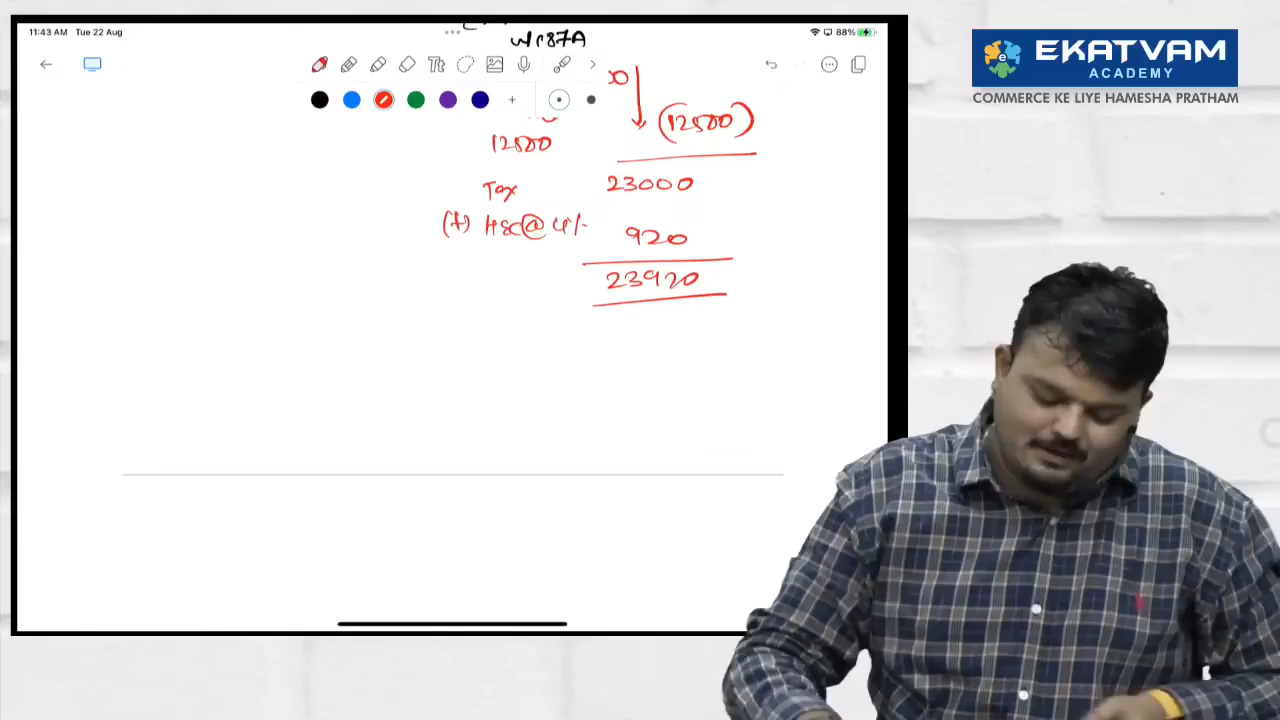 11:43 AM Tue 22 Aug
88%
EKATVAM
ACADEMY
COMMERCE KE LIYE HAMESHA PRATHAM
u/s 87A
(12500)
12500
Tax 23000
(+) H&EC @ 4% 920
23920